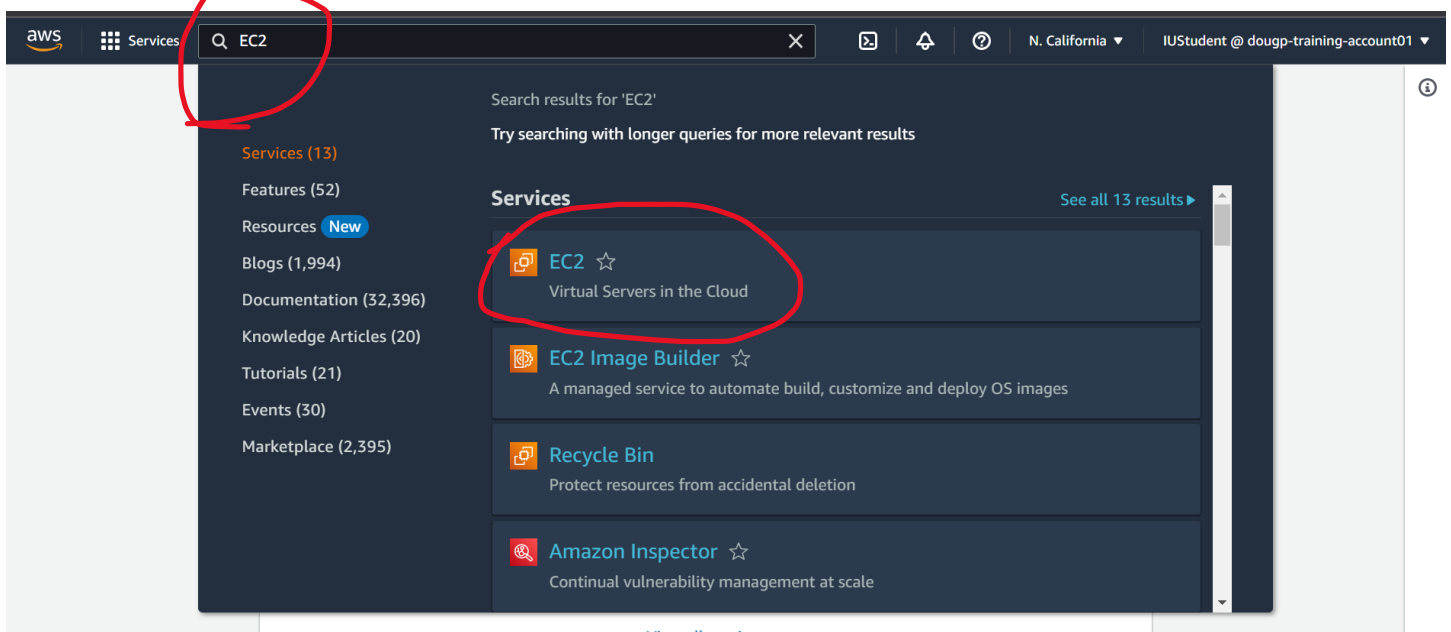 aws
Services
EC2
N. California
IUStudent @ dougp-training-account01
Search results for 'EC2'
Try searching with longer queries for more relevant results
Services (13)
Features (52)
Resources New
Blogs (1,994)
Documentation (32,396)
Knowledge Articles (20)
Tutorials (21)
Events (30)
Marketplace (2,395)
Services
See all 13 results
EC2
Virtual Servers in the Cloud
EC2 Image Builder
A managed service to automate build, customize and deploy OS images
Recycle Bin
Protect resources from accidental deletion
Amazon Inspector
Continual vulnerability management at scale